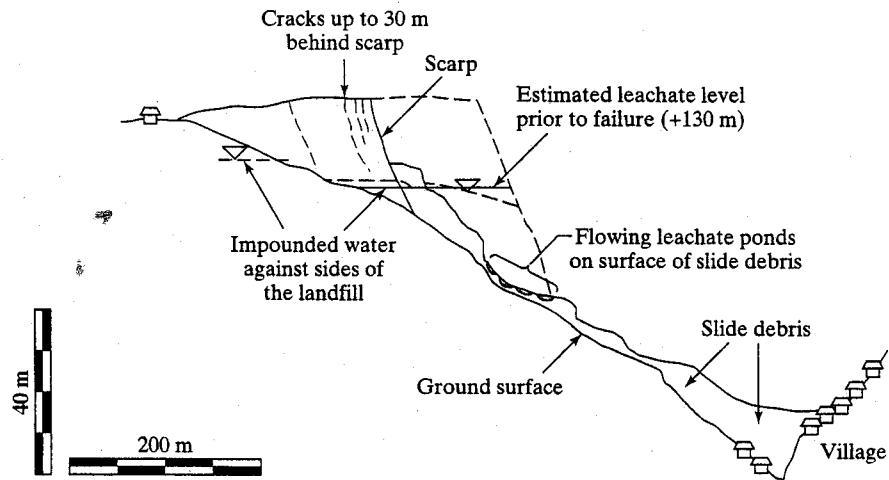 Cracks up to 30 m
behind scarp
Scarp
Estimated leachate level
prior to failure (+130 m)
Impounded water
against sides of
the landfill
Flowing leachate ponds
on surface of slide debris
Slide debris
Ground surface
40 m
200 m
Village